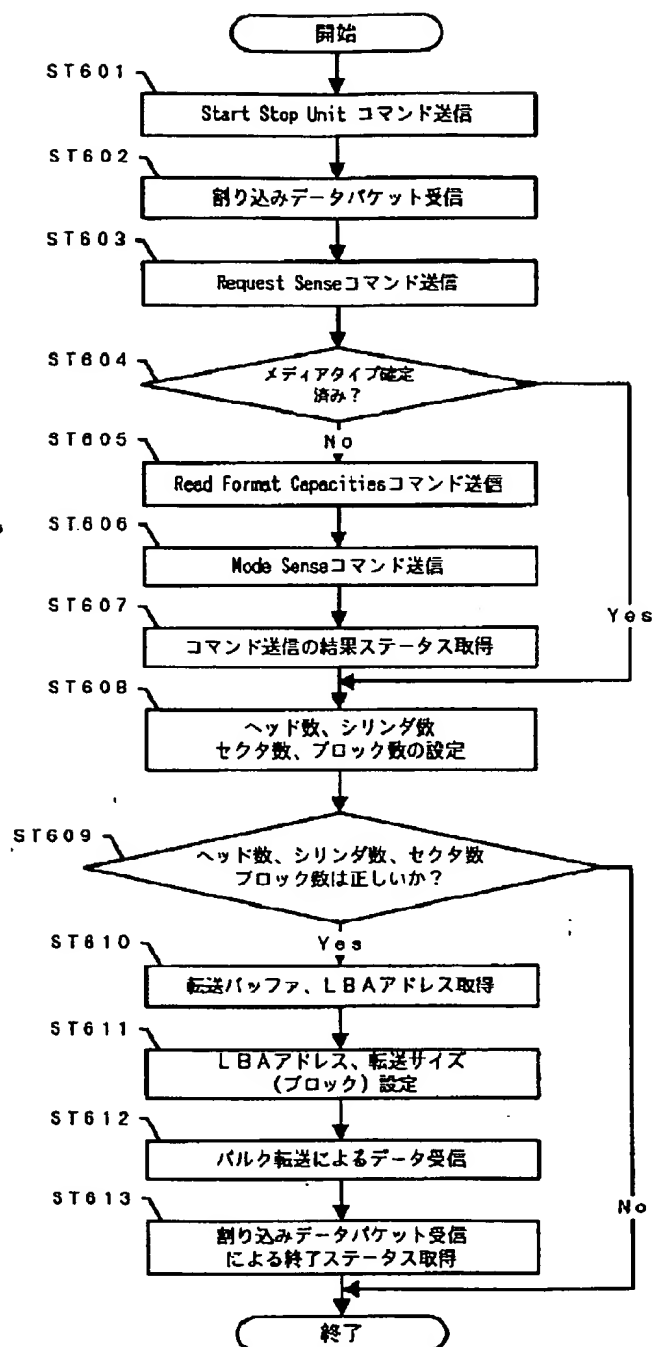 開始
ST601
Start Stop Unit コマンド送信
ST602
割り込みデータパケット受信
ST603
Request Senseコマンド送信
ST604
メディアタイプ確定
済み？
ST605
No
Read Format Capacitiesコマンド送信
ST606
Mode Senseコマンド送信
Yes
ST607
コマンド送信の結果ステータス取得
ST608
ヘッド数、シリンダ数
セクタ数、ブロック数の設定
ST609
ヘッド数、シリンダ数、セクタ数
ブロック数は正しいか？
ST610
Yes
転送バッファ、LBAアドレス取得
ST611
LBAアドレス、転送サイズ
(ブロック) 設定
ST612
バルク転送によるデータ受信
ST613
No
割り込みデータパケット受信
による終了ステータス取得
終了